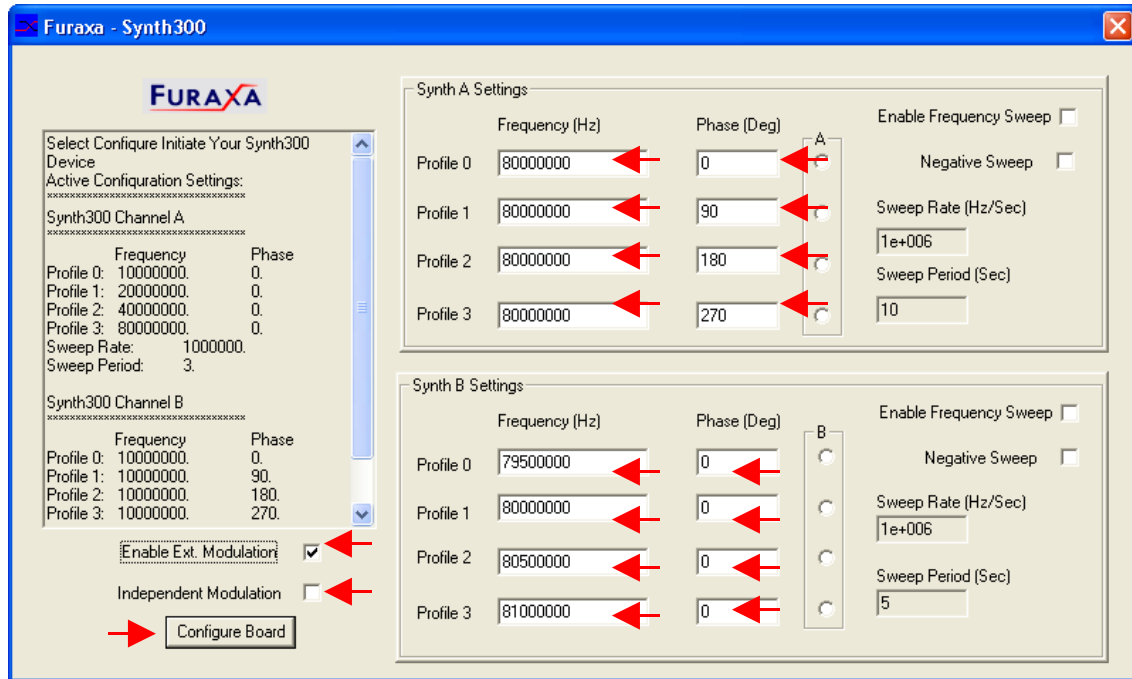 Furaxa - Synth300
FURAXA
Select Configure Initiate Your Synth300
Device
Active Configuration Settings:
xxxxxxxxxxxxxxxxxxxxxxxxxxxxxxxxx
Synth300 Channel A
xxxxxxxxxxxxxxxxxxxxxxxxxxxxxxxxx
Frequency Phase
Profile 0: 10000000. 0.
Profile 1: 20000000. 0.
Profile 2: 40000000. 0.
Profile 3: 80000000. 0.
Sweep Rate: 1000000.
Sweep Period: 3.
Synth300 Channel B
xxxxxxxxxxxxxxxxxxxxxxxxxxxxxxxxx
Frequency Phase
Profile 0: 10000000. 0.
Profile 1: 10000000. 90.
Profile 2: 10000000. 180.
Profile 3: 10000000. 270.
Enable Ext. Modulation
Independent Modulation
Configure Board
Synth A Settings
Frequency (Hz) Phase (Deg)
A
Profile 0 80000000 0
Profile 1 80000000 90
Profile 2 80000000 180
Profile 3 80000000 270
Enable Frequency Sweep
Negative Sweep
Sweep Rate (Hz/Sec)
1e+006
Sweep Period (Sec)
10
Synth B Settings
Frequency (Hz) Phase (Deg)
B
Profile 0 79500000 0
Profile 1 80000000 0
Profile 2 80500000 0
Profile 3 81000000 0
Enable Frequency Sweep
Negative Sweep
Sweep Rate (Hz/Sec)
1e+006
Sweep Period (Sec)
5